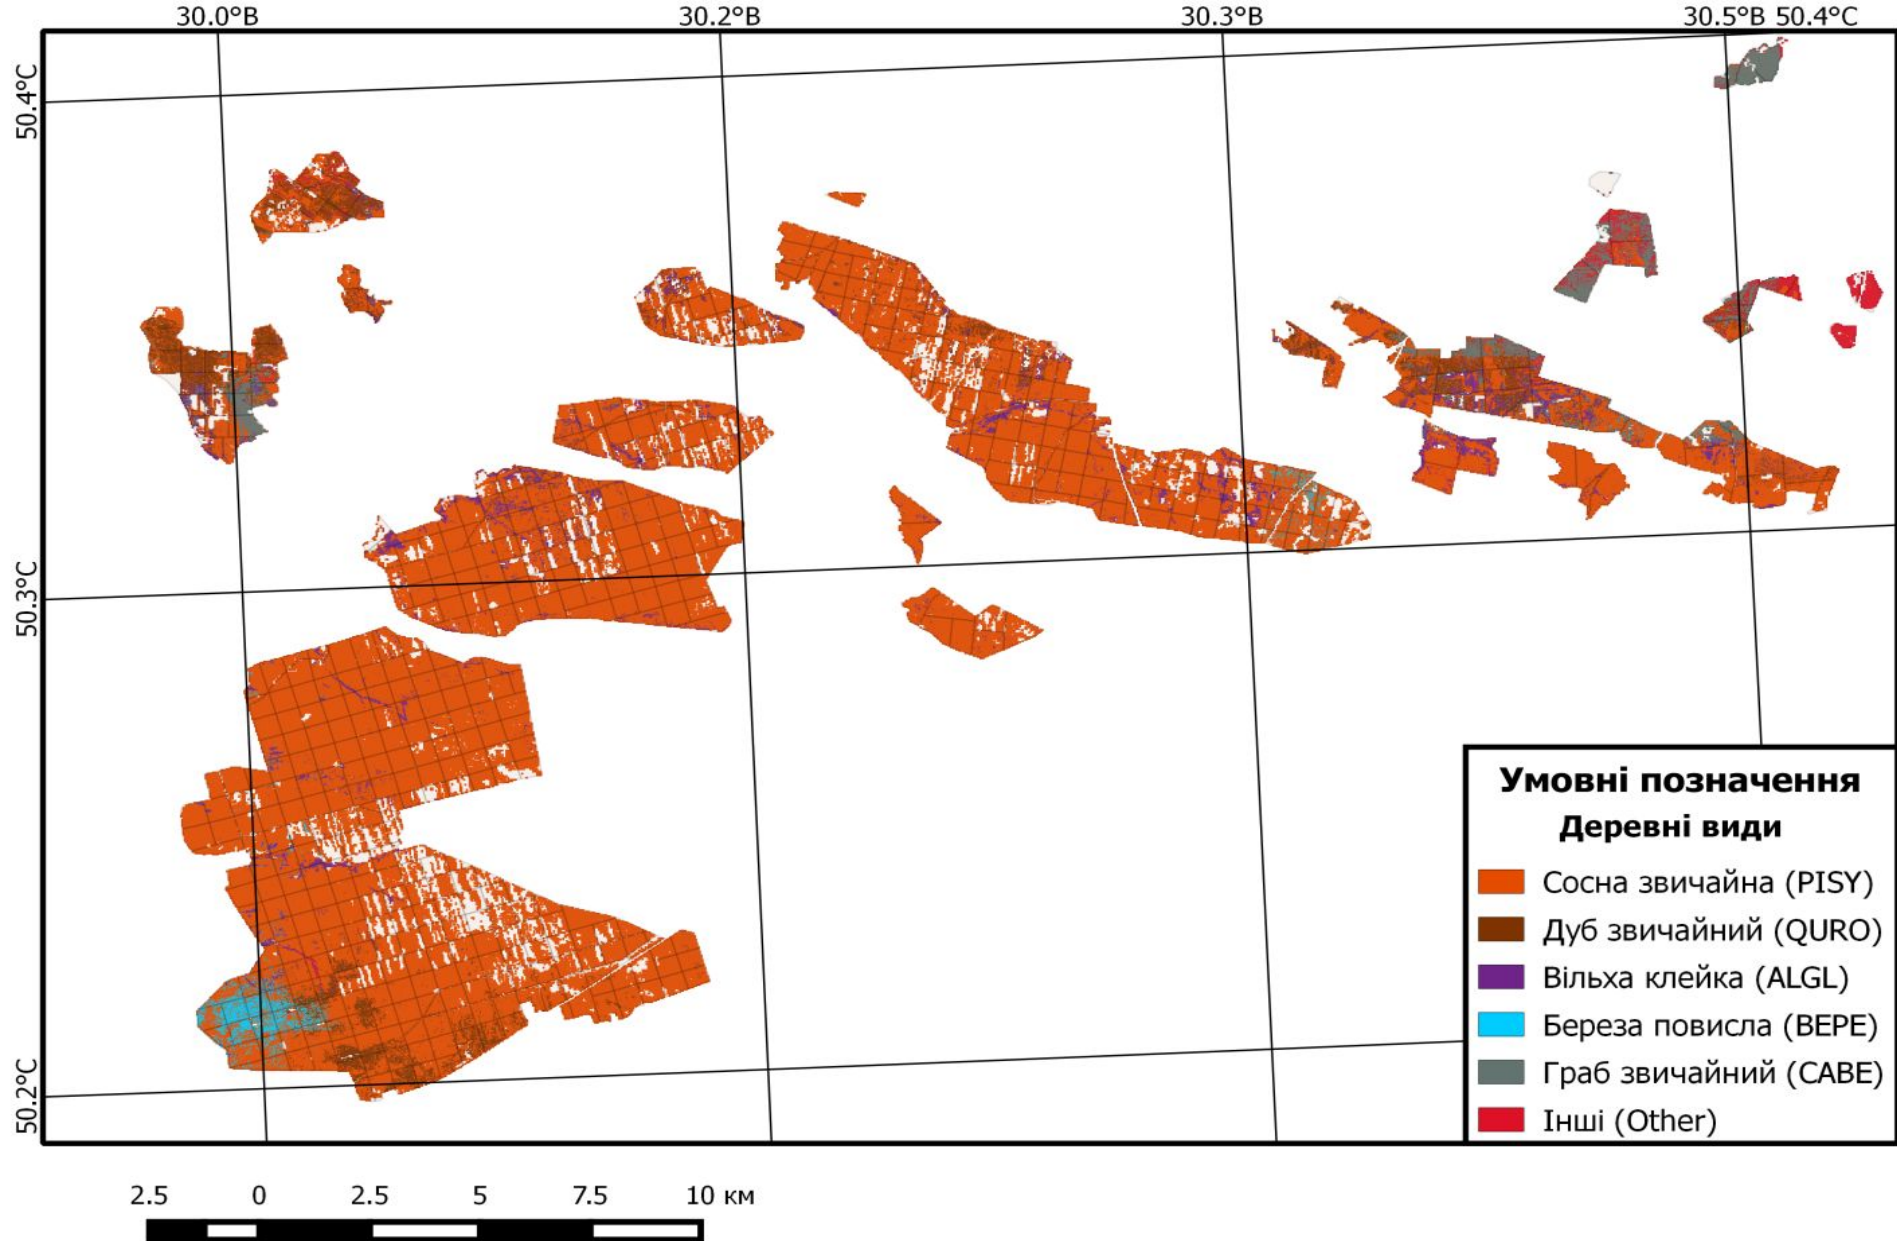 30.0°В 30.2°В 30.3°В 30.5°В 50.4°С
50.4°С
50.3°С
50.2°С
Умовні позначення
Деревні види
Сосна звичайна (PISY)
Дуб звичайний (QURO)
Вільха клейка (ALGL)
Береза повисла (BEPE)
Граб звичайний (CABE)
Інші (Other)
2.5 0 2.5 5 7.5 10 км